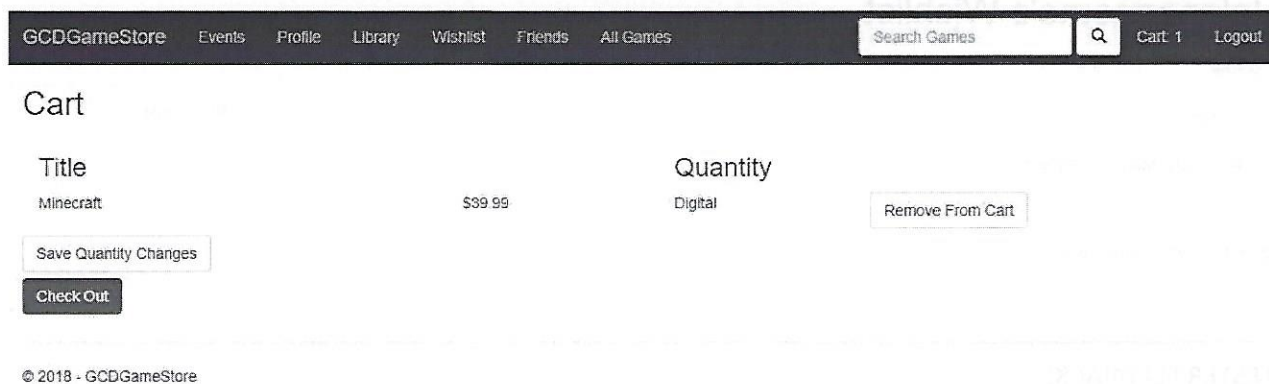 GCDGameStore Events Profile Library Wishlist Friends All Games Search Games Cart: 1 Logout
Cart
Title Quantity
Minecraft $39.99 Digital Remove From Cart
Save Quantity Changes
Check Out
© 2018 - GCDGameStore